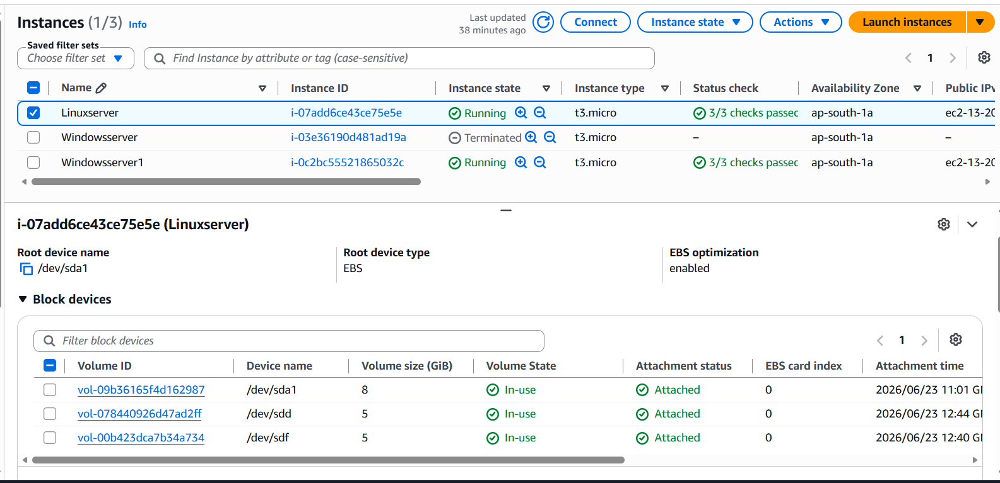 Instances (1/3) Info
Last updated
38 minutes ago
Connect
Instance state
Actions
Launch instances
Saved filter sets
Choose filter set
Find Instance by attribute or tag (case-sensitive)
1
Name Instance ID Instance state Instance type Status check Availability Zone Public IPv
Linuxserver i-07add6ce43ce75e5e Running t3.micro 3/3 checks passed ap-south-1a ec2-13-20
Windowsserver i-03e36190d481ad19a Terminated t3.micro – ap-south-1a –
Windowsserver1 i-0c2bc55521865032c Running t3.micro 3/3 checks passed ap-south-1a ec2-13-20
i-07add6ce43ce75e5e (Linuxserver)
Root device name Root device type EBS optimization
/dev/sda1 EBS enabled
Block devices
Filter block devices
1
Volume ID Device name Volume size (GiB) Volume State Attachment status EBS card index Attachment time
vol-09b36165f4d162987 /dev/sda1 8 In-use Attached 0 2026/06/23 11:01 GM
vol-078440926d47ad2ff /dev/sdd 5 In-use Attached 0 2026/06/23 12:44 GM
vol-00b423dca7b34a734 /dev/sdf 5 In-use Attached 0 2026/06/23 12:40 GM